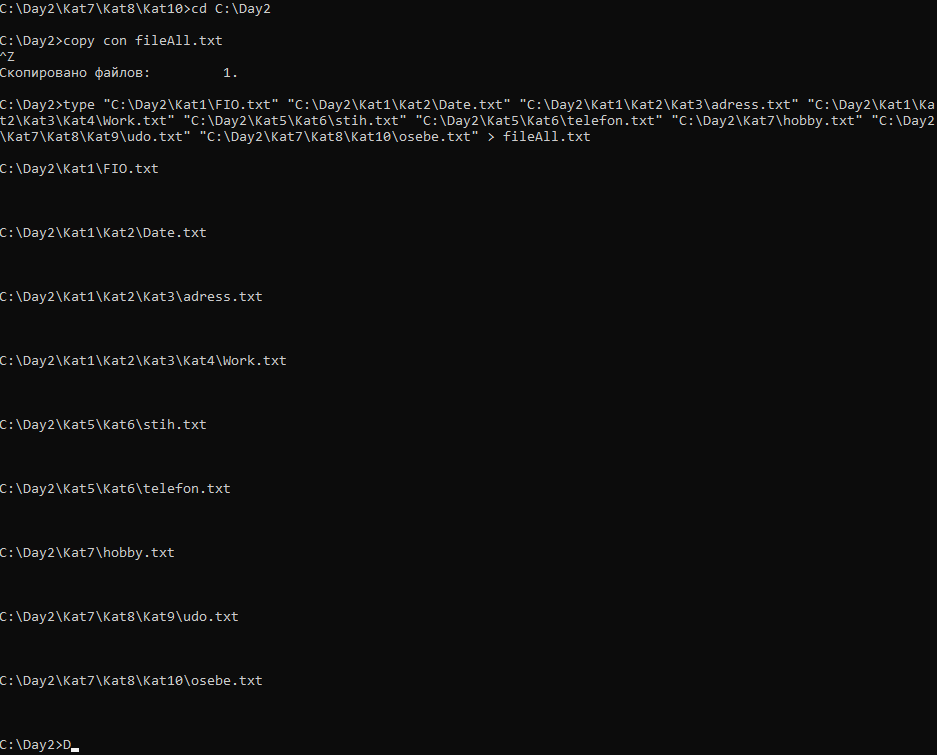 C:\Day2\Kat7\Kat8\Kat10>cd C:\Day2
C:\Day2>copy con fileAll.txt
^Z
Скопировано файлов:         1.
C:\Day2>type "C:\Day2\Kat1\FIO.txt" "C:\Day2\Kat1\Kat2\Date.txt" "C:\Day2\Kat1\Kat2\Kat3\adress.txt" "C:\Day2\Kat1\Ka
t2\Kat3\Kat4\Work.txt" "C:\Day2\Kat5\Kat6\stih.txt" "C:\Day2\Kat5\Kat6\telefon.txt" "C:\Day2\Kat7\hobby.txt" "C:\Day2
\Kat7\Kat8\Kat9\udo.txt" "C:\Day2\Kat7\Kat8\Kat10\osebe.txt" > fileAll.txt
C:\Day2\Kat1\FIO.txt
C:\Day2\Kat1\Kat2\Date.txt
C:\Day2\Kat1\Kat2\Kat3\adress.txt
C:\Day2\Kat1\Kat2\Kat3\Kat4\Work.txt
C:\Day2\Kat5\Kat6\stih.txt
C:\Day2\Kat5\Kat6\telefon.txt
C:\Day2\Kat7\hobby.txt
C:\Day2\Kat7\Kat8\Kat9\udo.txt
C:\Day2\Kat7\Kat8\Kat10\osebe.txt
C:\Day2>D